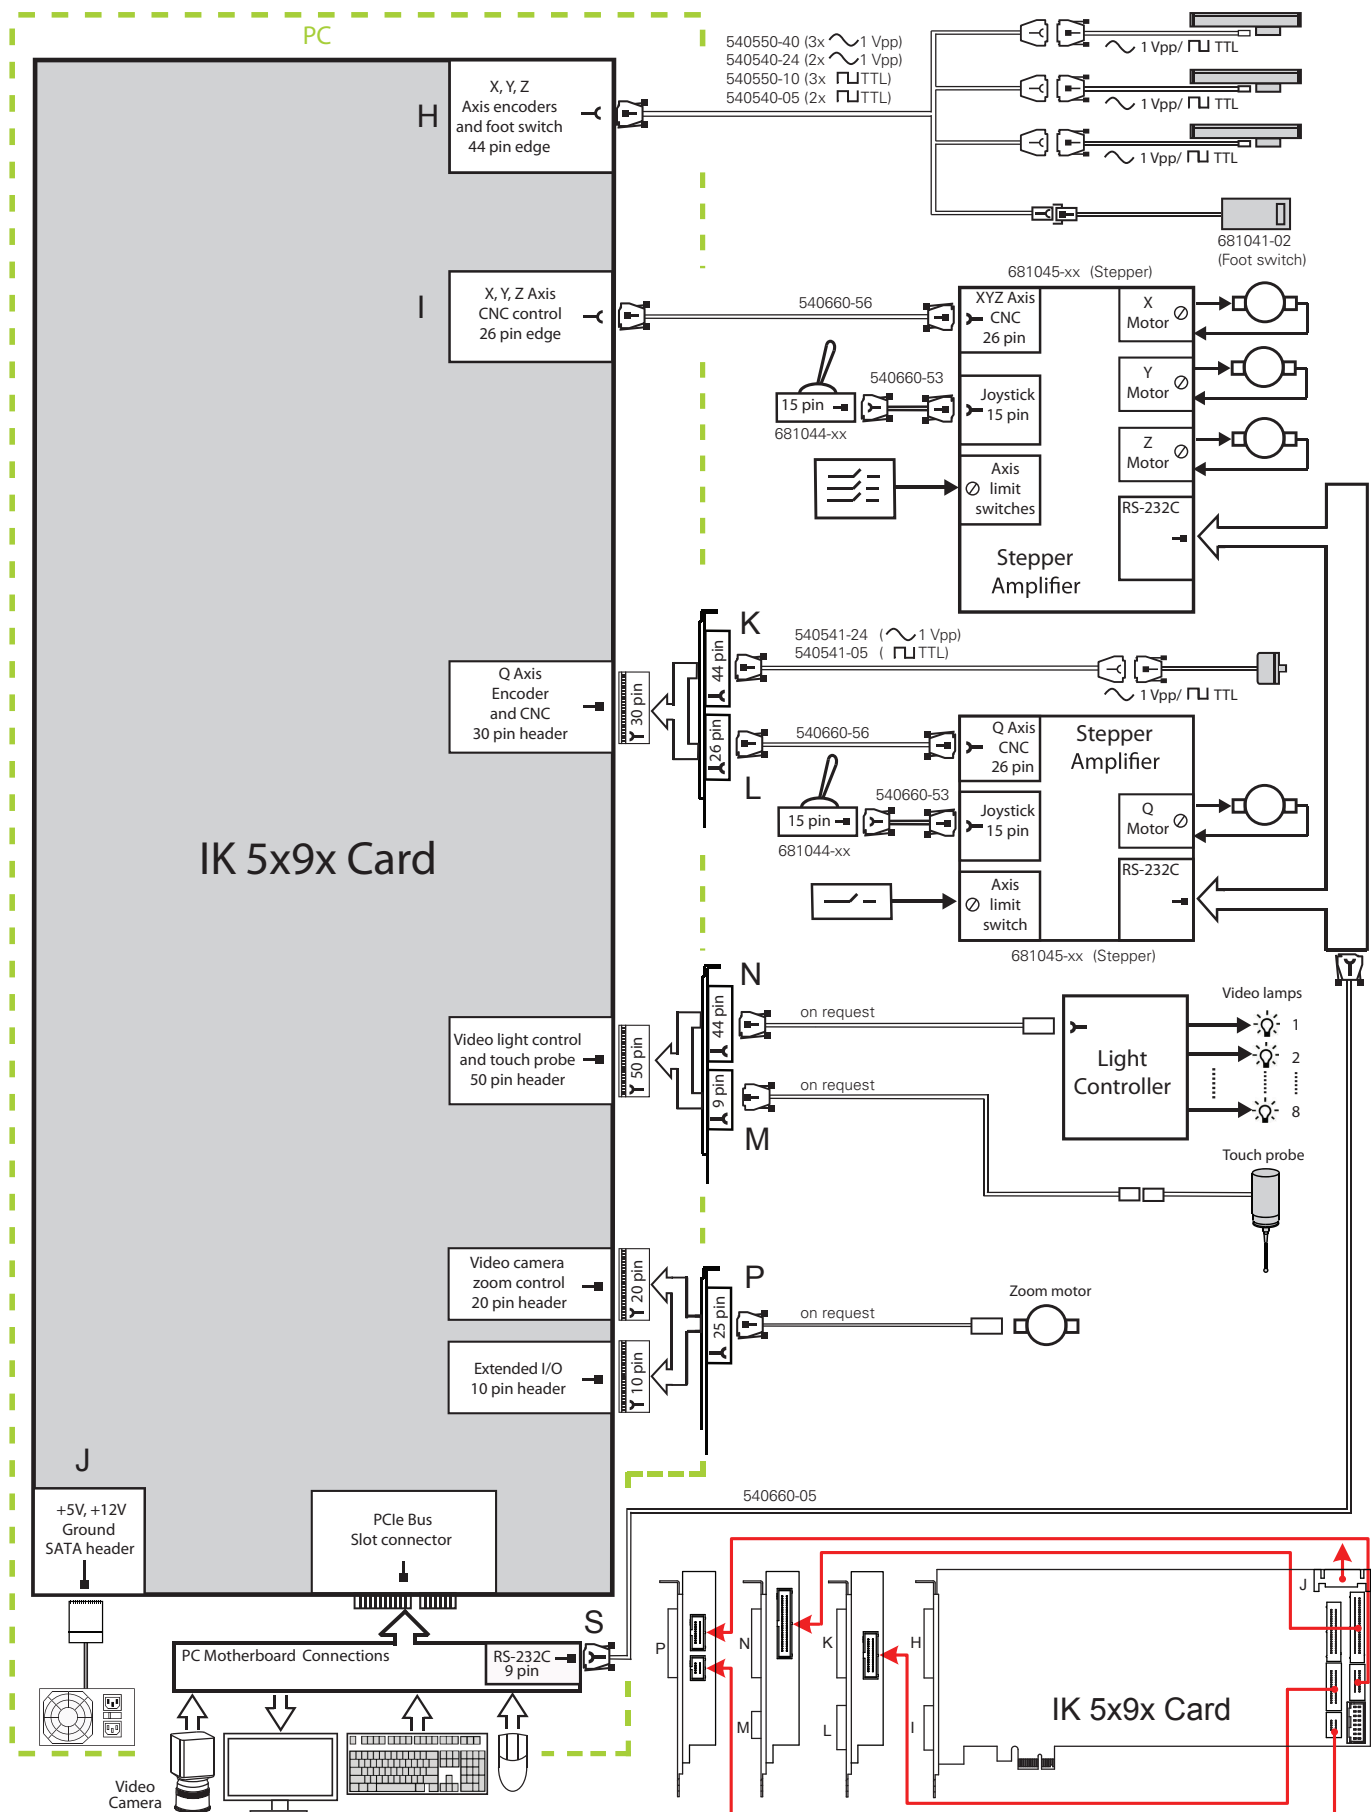 PC
X, Y, Z
Axis encoders
and foot switch
44 pin edge
H
540550-40 (3x 1 Vpp)
540540-24 (2x 1 Vpp)
540550-10 (3x TTL)
540540-05 (2x TTL)
1 Vpp/ TTL
1 Vpp/ TTL
1 Vpp/ TTL
681041-02
(Foot switch)
I
X, Y, Z Axis
CNC control
26 pin edge
540660-56
681045-xx (Stepper)
XYZ Axis
CNC
26 pin
X
Motor
Y
Motor
Z
Motor
540660-53
15 pin
681044-xx
Joystick
15 pin
Axis
limit
switches
RS-232C
Stepper
Amplifier
Q Axis
Encoder
and CNC
30 pin header
30 pin
K
44 pin
26 pin
L
540541-24 ( 1 Vpp)
540541-05 ( TTL)
1 Vpp/ TTL
540660-56
Q Axis
CNC
26 pin
Stepper
Amplifier
540660-53
15 pin
681044-xx
Joystick
15 pin
Q
Motor
RS-232C
Axis
limit
switch
681045-xx (Stepper)
IK 5x9x Card
Video light control
and touch probe
50 pin header
50 pin
N
44 pin
9 pin
M
on request
on request
Light
Controller
Video lamps
1
2
8
Touch probe
Video camera
zoom control
20 pin header
20 pin
Extended I/O
10 pin header
10 pin
P
25 pin
on request
Zoom motor
J
+5V, +12V
Ground
SATA header
PCIe Bus
Slot connector
540660-05
S
PC Motherboard Connections
RS-232C
9 pin
Video
Camera
P
N
M
K
L
H
I
J
IK 5x9x Card